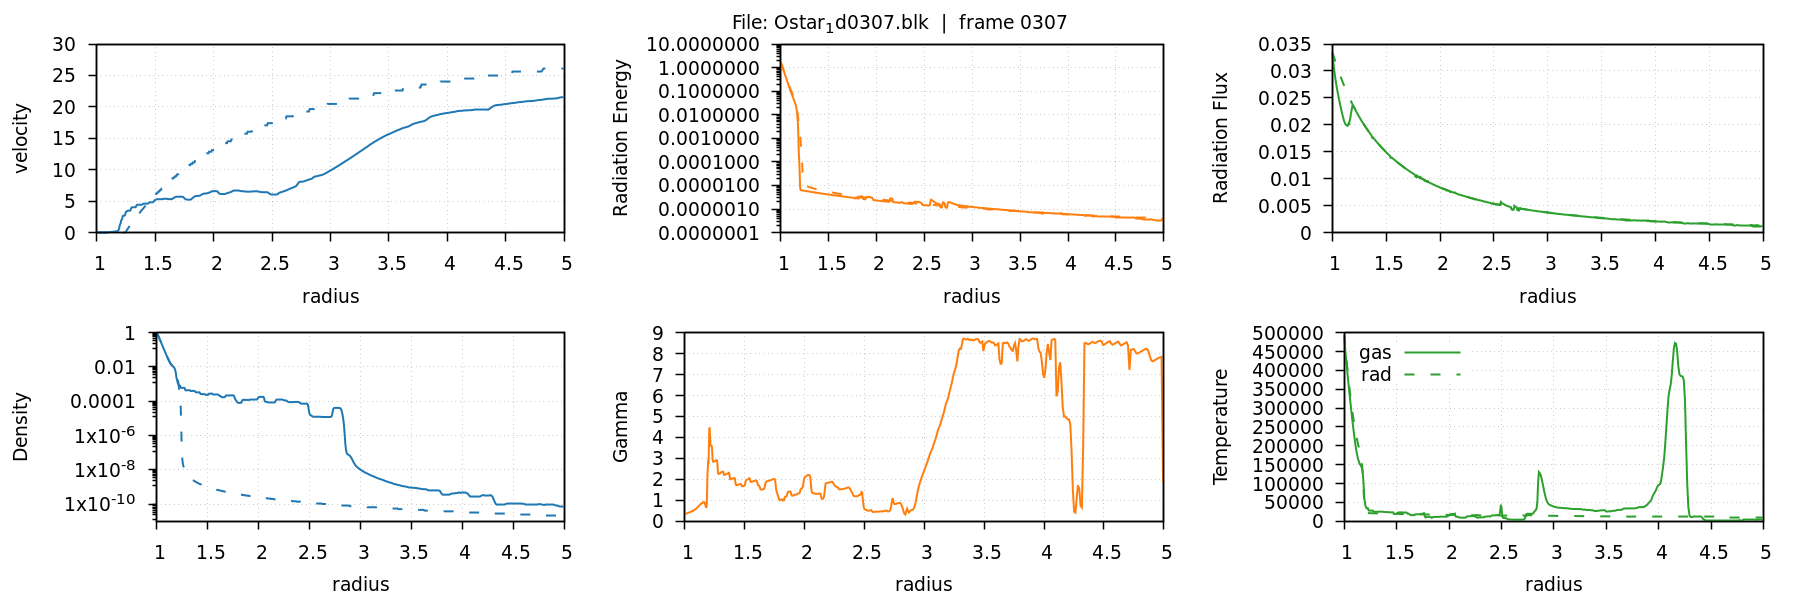 File: Ostar₁d0307.blk | frame 0307
velocity
30
25
20
15
10
5
0
1 1.5 2 2.5 3 3.5 4 4.5 5
radius
Radiation Energy
10.0000000
1.0000000
0.1000000
0.0100000
0.0010000
0.0001000
0.0000100
0.0000010
0.0000001
1 1.5 2 2.5 3 3.5 4 4.5 5
radius
Radiation Flux
0.035
0.03
0.025
0.02
0.015
0.01
0.005
0
1 1.5 2 2.5 3 3.5 4 4.5 5
radius
Density
1
0.01
0.0001
1x10⁻⁶
1x10⁻⁸
1x10⁻¹⁰
1 1.5 2 2.5 3 3.5 4 4.5 5
radius
Gamma
9
8
7
6
5
4
3
2
1
0
1 1.5 2 2.5 3 3.5 4 4.5 5
radius
Temperature
500000
450000
400000
350000
300000
250000
200000
150000
100000
50000
0
gas
rad
1 1.5 2 2.5 3 3.5 4 4.5 5
radius